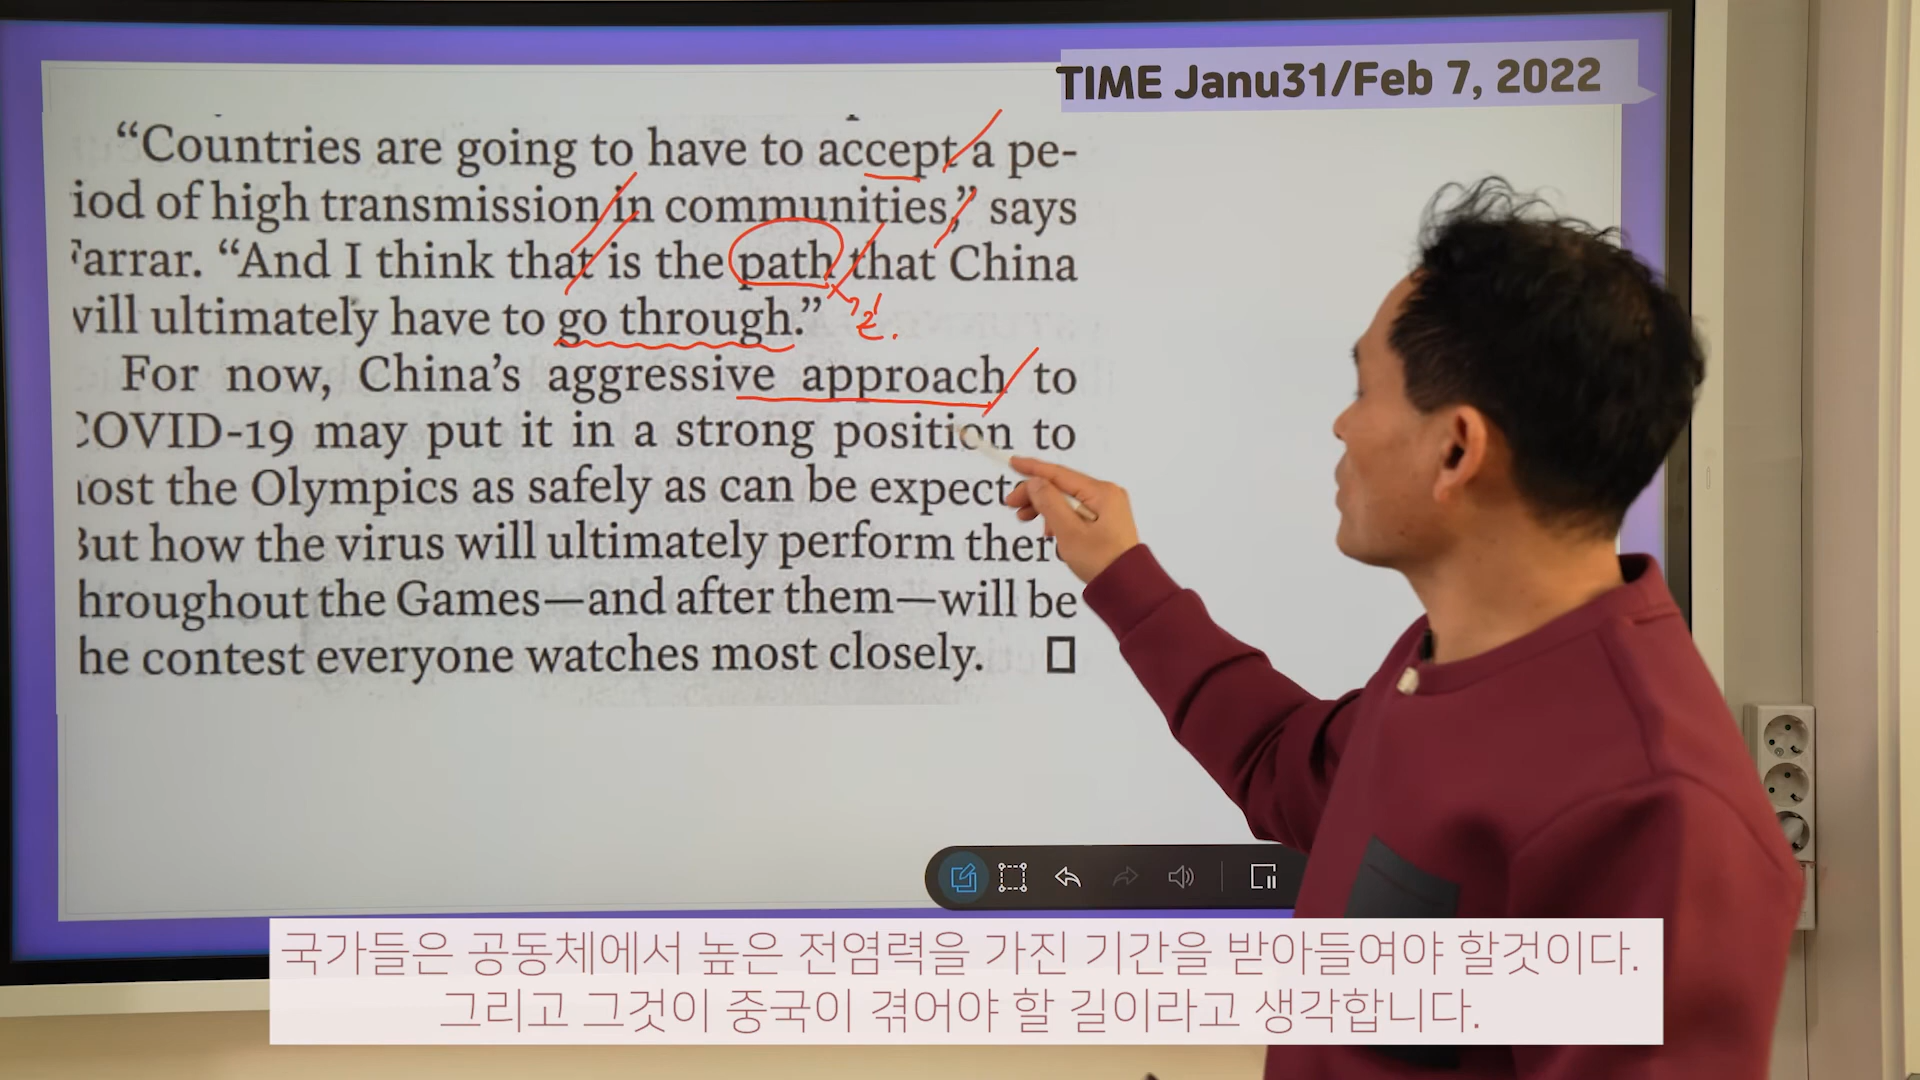 TIME Janu31/Feb 7, 2022
“Countries are going to have to accept a pe-
iod of high transmission in communities,” says
arrar. “And I think that is the path that China
will ultimately have to go through.”
길.
For now, China’s aggressive approach to
COVID-19 may put it in a strong position to
ost the Olympics as safely as can be expect
But how the virus will ultimately perform ther
hroughout the Games—and after them—will be
he contest everyone watches most closely.
국가들은 공동체에서 높은 전염력을 가진 기간을 받아들여야 할것이다.
그리고 그것이 중국이 겪어야 할 길이라고 생각합니다.